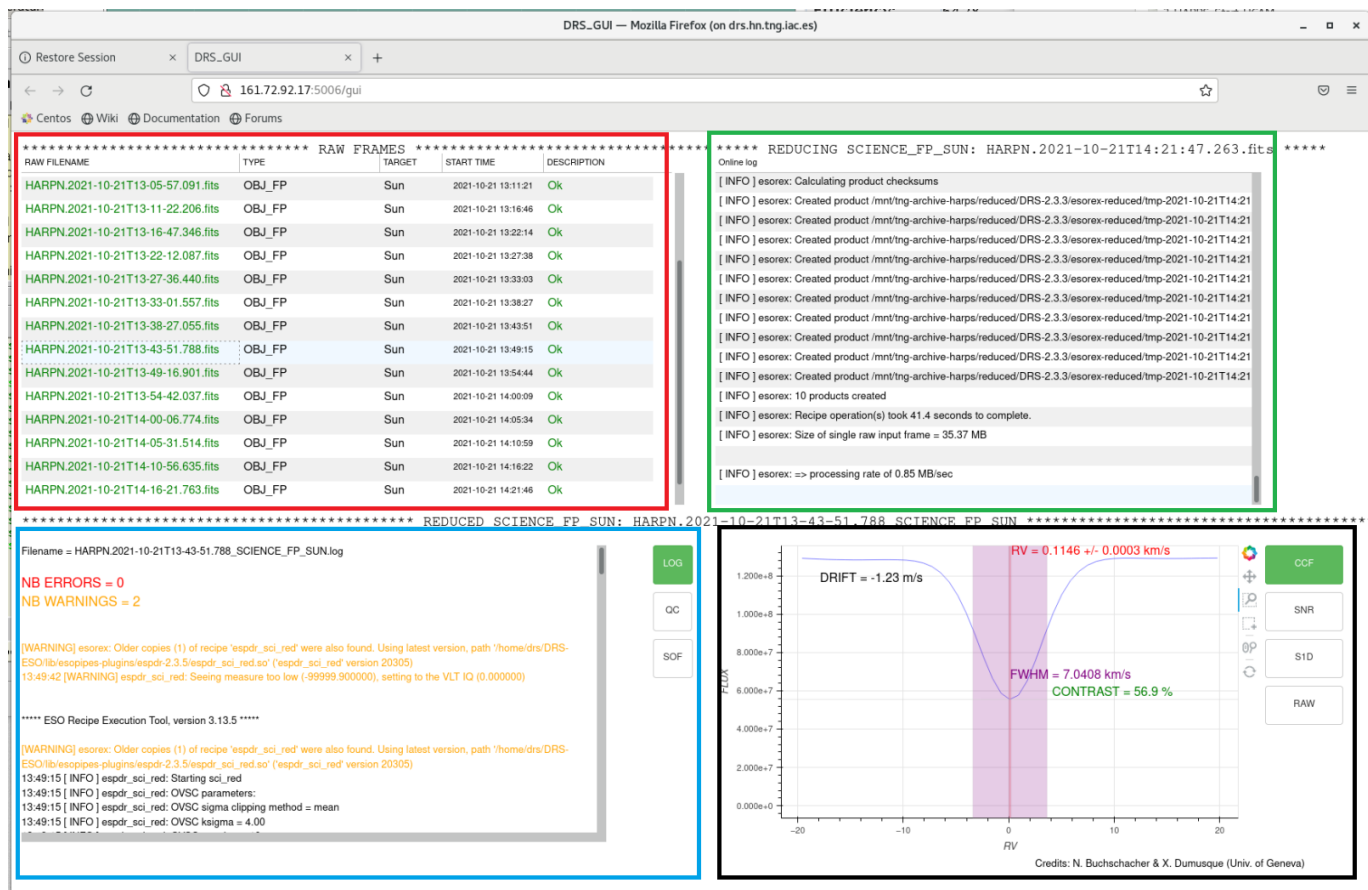 DRS_GUI — Mozilla Firefox (on drs.hn.tng.iac.es)
Restore Session × DRS_GUI × +
161.72.92.17:5006/gui
Centos Wiki Documentation Forums
********************************* RAW FRAMES *********************************
RAW FILENAME TYPE TARGET START TIME DESCRIPTION
HARPN.2021-10-21T13-05-57.091.fits OBJ_FP Sun 2021-10-21 13:11:21 Ok
HARPN.2021-10-21T13-11-22.206.fits OBJ_FP Sun 2021-10-21 13:16:46 Ok
HARPN.2021-10-21T13-16-47.346.fits OBJ_FP Sun 2021-10-21 13:22:14 Ok
HARPN.2021-10-21T13-22-12.087.fits OBJ_FP Sun 2021-10-21 13:27:38 Ok
HARPN.2021-10-21T13-27-36.440.fits OBJ_FP Sun 2021-10-21 13:33:03 Ok
HARPN.2021-10-21T13-33-01.557.fits OBJ_FP Sun 2021-10-21 13:38:27 Ok
HARPN.2021-10-21T13-38-27.055.fits OBJ_FP Sun 2021-10-21 13:43:51 Ok
HARPN.2021-10-21T13-43-51.788.fits OBJ_FP Sun 2021-10-21 13:49:15 Ok
HARPN.2021-10-21T13-49-16.901.fits OBJ_FP Sun 2021-10-21 13:54:44 Ok
HARPN.2021-10-21T13-54-42.037.fits OBJ_FP Sun 2021-10-21 14:00:09 Ok
HARPN.2021-10-21T14-00-06.774.fits OBJ_FP Sun 2021-10-21 14:05:34 Ok
HARPN.2021-10-21T14-05-31.514.fits OBJ_FP Sun 2021-10-21 14:10:59 Ok
HARPN.2021-10-21T14-10-56.635.fits OBJ_FP Sun 2021-10-21 14:16:22 Ok
HARPN.2021-10-21T14-16-21.763.fits OBJ_FP Sun 2021-10-21 14:21:46 Ok
***** REDUCING SCIENCE_FP_SUN: HARPN.2021-10-21T14:21:47.263.fits *****
Online log
[ INFO ] esorex: Calculating product checksums
[ INFO ] esorex: Created product /mnt/tng-archive-harps/reduced/DRS-2.3.3/esorex-reduced/tmp-2021-10-21T14:21
[ INFO ] esorex: Created product /mnt/tng-archive-harps/reduced/DRS-2.3.3/esorex-reduced/tmp-2021-10-21T14:21
[ INFO ] esorex: Created product /mnt/tng-archive-harps/reduced/DRS-2.3.3/esorex-reduced/tmp-2021-10-21T14:21
[ INFO ] esorex: Created product /mnt/tng-archive-harps/reduced/DRS-2.3.3/esorex-reduced/tmp-2021-10-21T14:21
[ INFO ] esorex: Created product /mnt/tng-archive-harps/reduced/DRS-2.3.3/esorex-reduced/tmp-2021-10-21T14:21
[ INFO ] esorex: Created product /mnt/tng-archive-harps/reduced/DRS-2.3.3/esorex-reduced/tmp-2021-10-21T14:21
[ INFO ] esorex: Created product /mnt/tng-archive-harps/reduced/DRS-2.3.3/esorex-reduced/tmp-2021-10-21T14:21
[ INFO ] esorex: Created product /mnt/tng-archive-harps/reduced/DRS-2.3.3/esorex-reduced/tmp-2021-10-21T14:21
[ INFO ] esorex: Created product /mnt/tng-archive-harps/reduced/DRS-2.3.3/esorex-reduced/tmp-2021-10-21T14:21
[ INFO ] esorex: Created product /mnt/tng-archive-harps/reduced/DRS-2.3.3/esorex-reduced/tmp-2021-10-21T14:21
[ INFO ] esorex: 10 products created
[ INFO ] esorex: Recipe operation(s) took 41.4 seconds to complete.
[ INFO ] esorex: Size of single raw input frame = 35.37 MB
[ INFO ] esorex: => processing rate of 0.85 MB/sec
********************************************* REDUCED SCIENCE_FP_SUN: HARPN.2021-10-21T13-43-51.788_SCIENCE_FP_SUN ***************************************
Filename = HARPN.2021-10-21T13-43-51.788_SCIENCE_FP_SUN.log
NB ERRORS = 0
NB WARNINGS = 2
[WARNING] esorex: Older copies (1) of recipe 'espdr_sci_red' were also found. Using latest version, path '/home/drs/DRS-
ESO/lib/esopipes-plugins/espdr-2.3.5/espdr_sci_red.so' ('espdr_sci_red' version 20305)
13:49:42 [WARNING] espdr_sci_red: Seeing measure too low (-99999.900000), setting to the VLT IQ (0.000000)
***** ESO Recipe Execution Tool, version 3.13.5 *****
[WARNING] esorex: Older copies (1) of recipe 'espdr_sci_red' were also found. Using latest version, path '/home/drs/DRS-
ESO/lib/esopipes-plugins/espdr-2.3.5/espdr_sci_red.so' ('espdr_sci_red' version 20305)
13:49:15 [ INFO ] espdr_sci_red: Starting sci_red
13:49:15 [ INFO ] espdr_sci_red: OVSC parameters:
13:49:15 [ INFO ] espdr_sci_red: OVSC sigma clipping method = mean
13:49:15 [ INFO ] espdr_sci_red: OVSC ksigma = 4.00
LOG
QC
SOF
RV = 0.1146 +/- 0.0003 km/s
DRIFT = -1.23 m/s
FWHM = 7.0408 km/s
CONTRAST = 56.9 %
1.200e+8
1.000e+8
8.000e+7
6.000e+7
4.000e+7
2.000e+7
0.000e+0
FLUX
−20 −10 0 10 20
RV
CCF
SNR
S1D
RAW
Credits: N. Buchschacher & X. Dumusque (Univ. of Geneva)